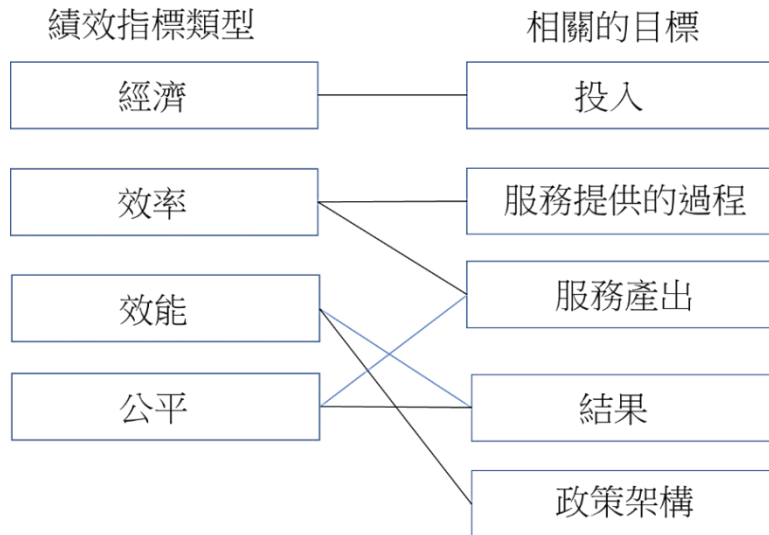 績效指標類型
相關的目標
經濟
投入
效率
服務提供的過程
效能
服務產出
公平
結果
政策架構